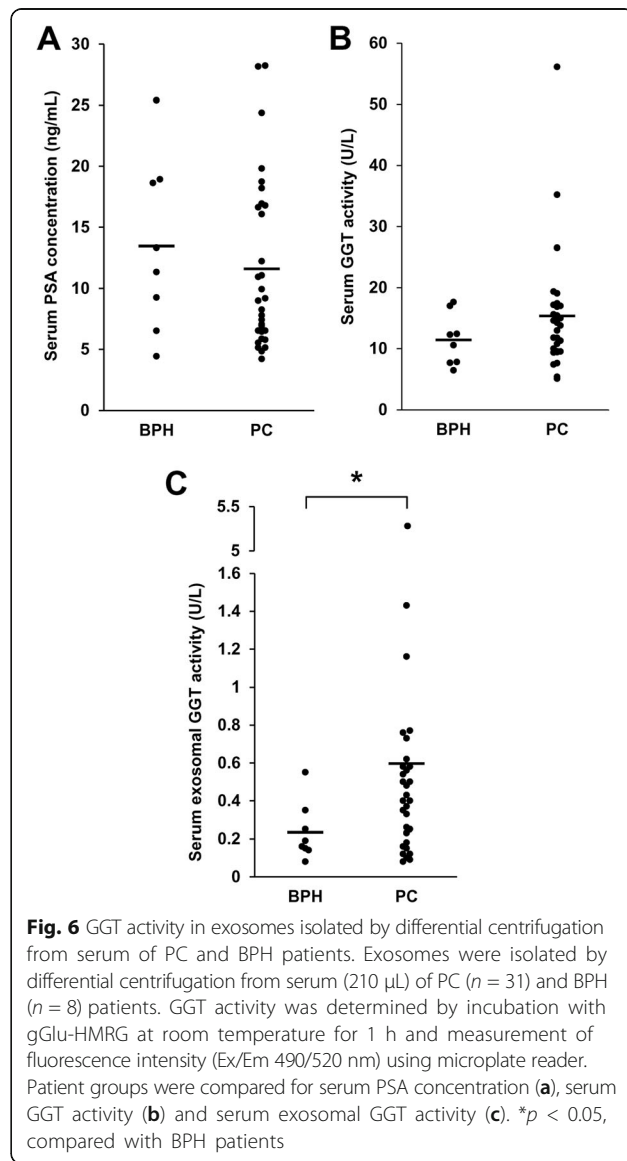 A
30
25
20
15
10
5
0
Serum PSA concentration (ng/mL)
BPH
PC
B
60
50
40
30
20
10
0
Serum GGT activity (U/L)
BPH
PC
C
*
5.5
5
1.6
1.4
1.2
1
0.8
0.6
0.4
0.2
0
Serum exosomal GGT activity (U/L)
BPH
PC
Fig. 6 GGT activity in exosomes isolated by differential centrifugation
from serum of PC and BPH patients. Exosomes were isolated by
differential centrifugation from serum (210 μL) of PC (n = 31) and BPH
(n = 8) patients. GGT activity was determined by incubation with
gGlu-HMRG at room temperature for 1 h and measurement of
fluorescence intensity (Ex/Em 490/520 nm) using microplate reader.
Patient groups were compared for serum PSA concentration (a), serum
GGT activity (b) and serum exosomal GGT activity (c). *p < 0.05,
compared with BPH patients